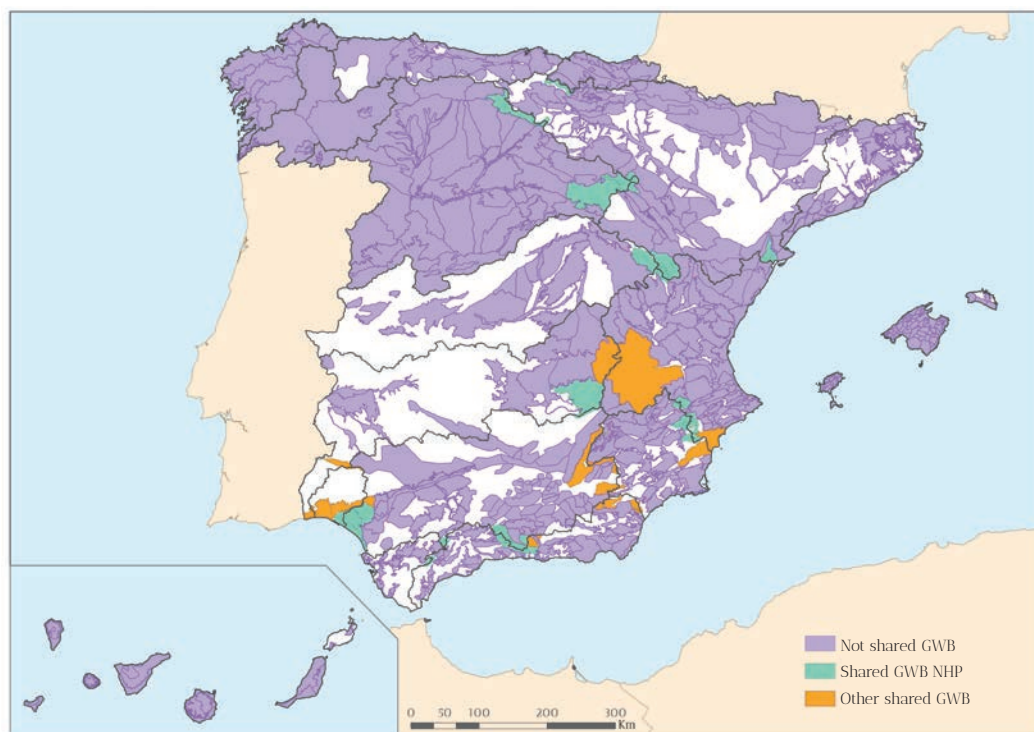 Not shared GWB
Shared GWB NHP
Other shared GWB
0 50 100 200 300
Km